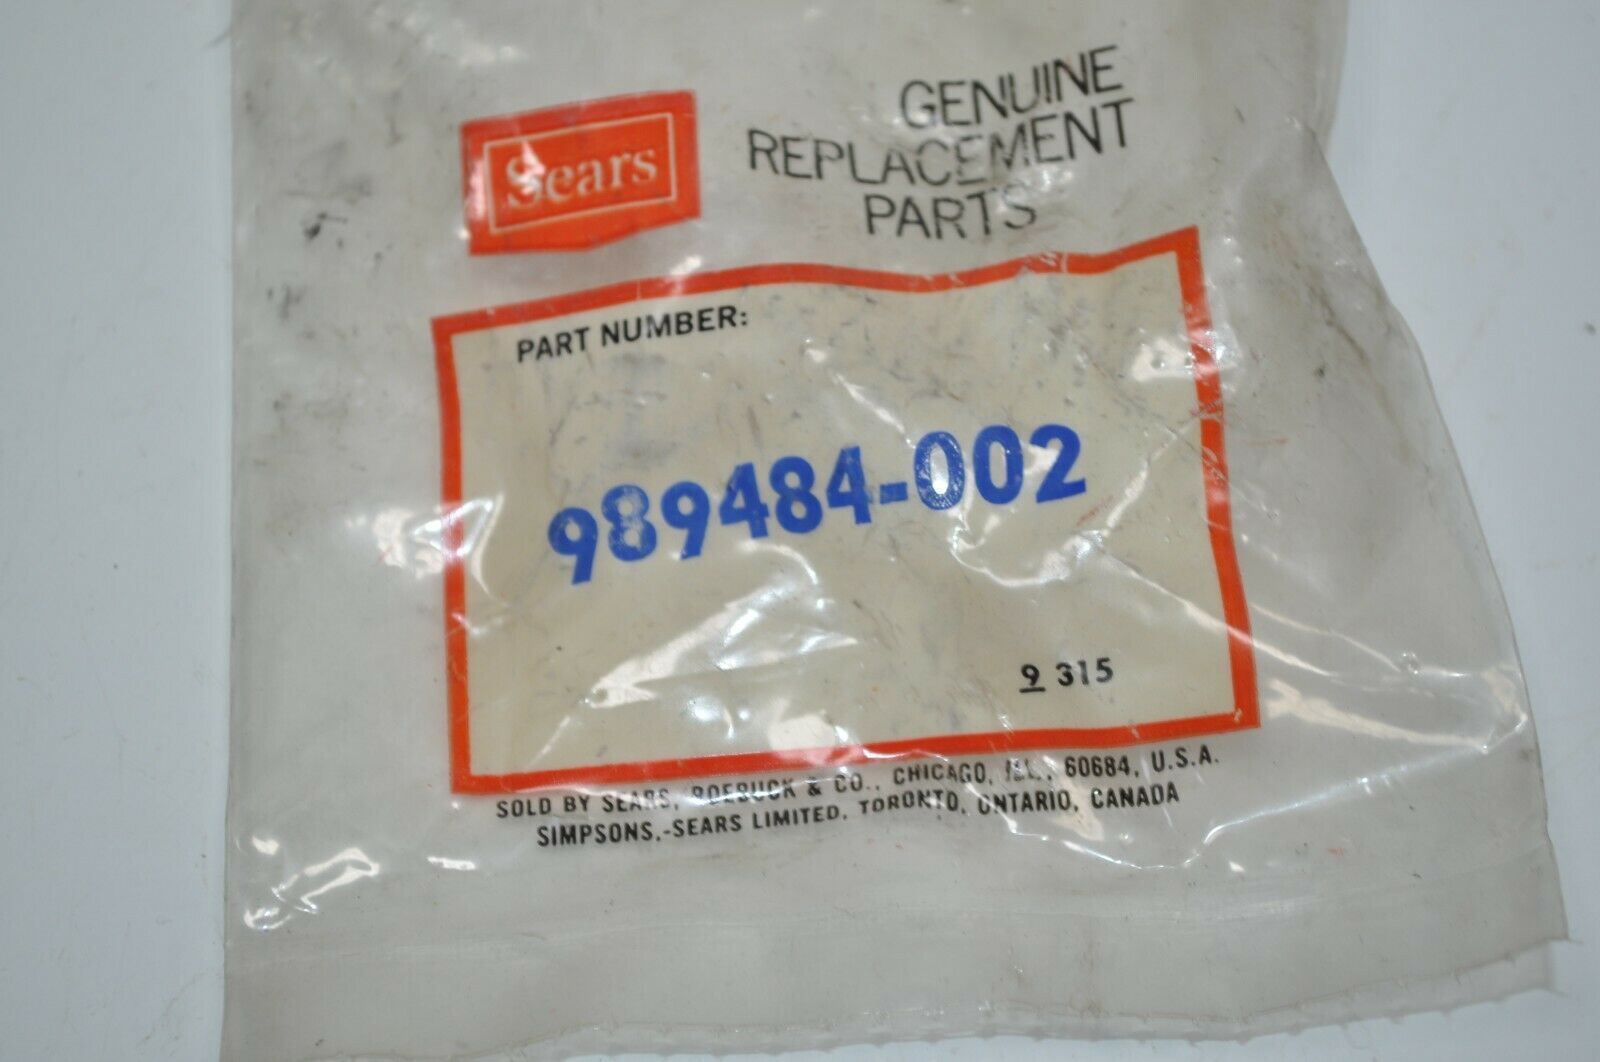 Sears
GENUINE
REPLACEMENT
PARTS
PART NUMBER:
989484-002
9 315
SOLD BY SEARS, ROEBUCK & CO., CHICAGO, ILL., 60684, U.S.A.
SIMPSONS,-SEARS LIMITED, TORONTO, ONTARIO, CANADA